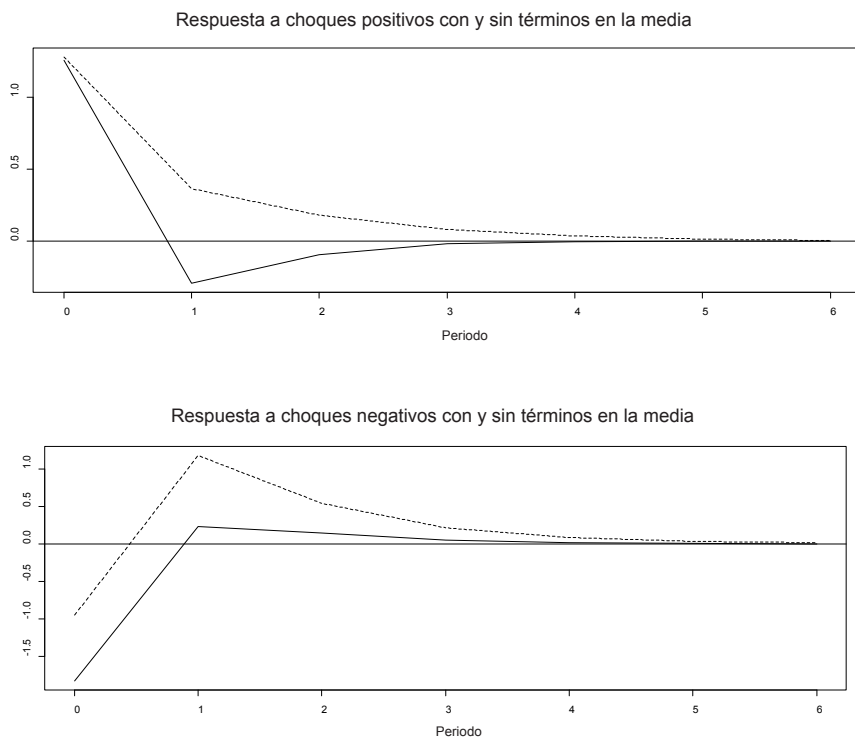 Respuesta a choques positivos con y sin términos en la media
1.0
0.5
0.0
0 1 2 3 4 5 6
Periodo
Respuesta a choques negativos con y sin términos en la media
1.0
0.5
0.0
-0.5
-1.0
-1.5
0 1 2 3 4 5 6
Periodo